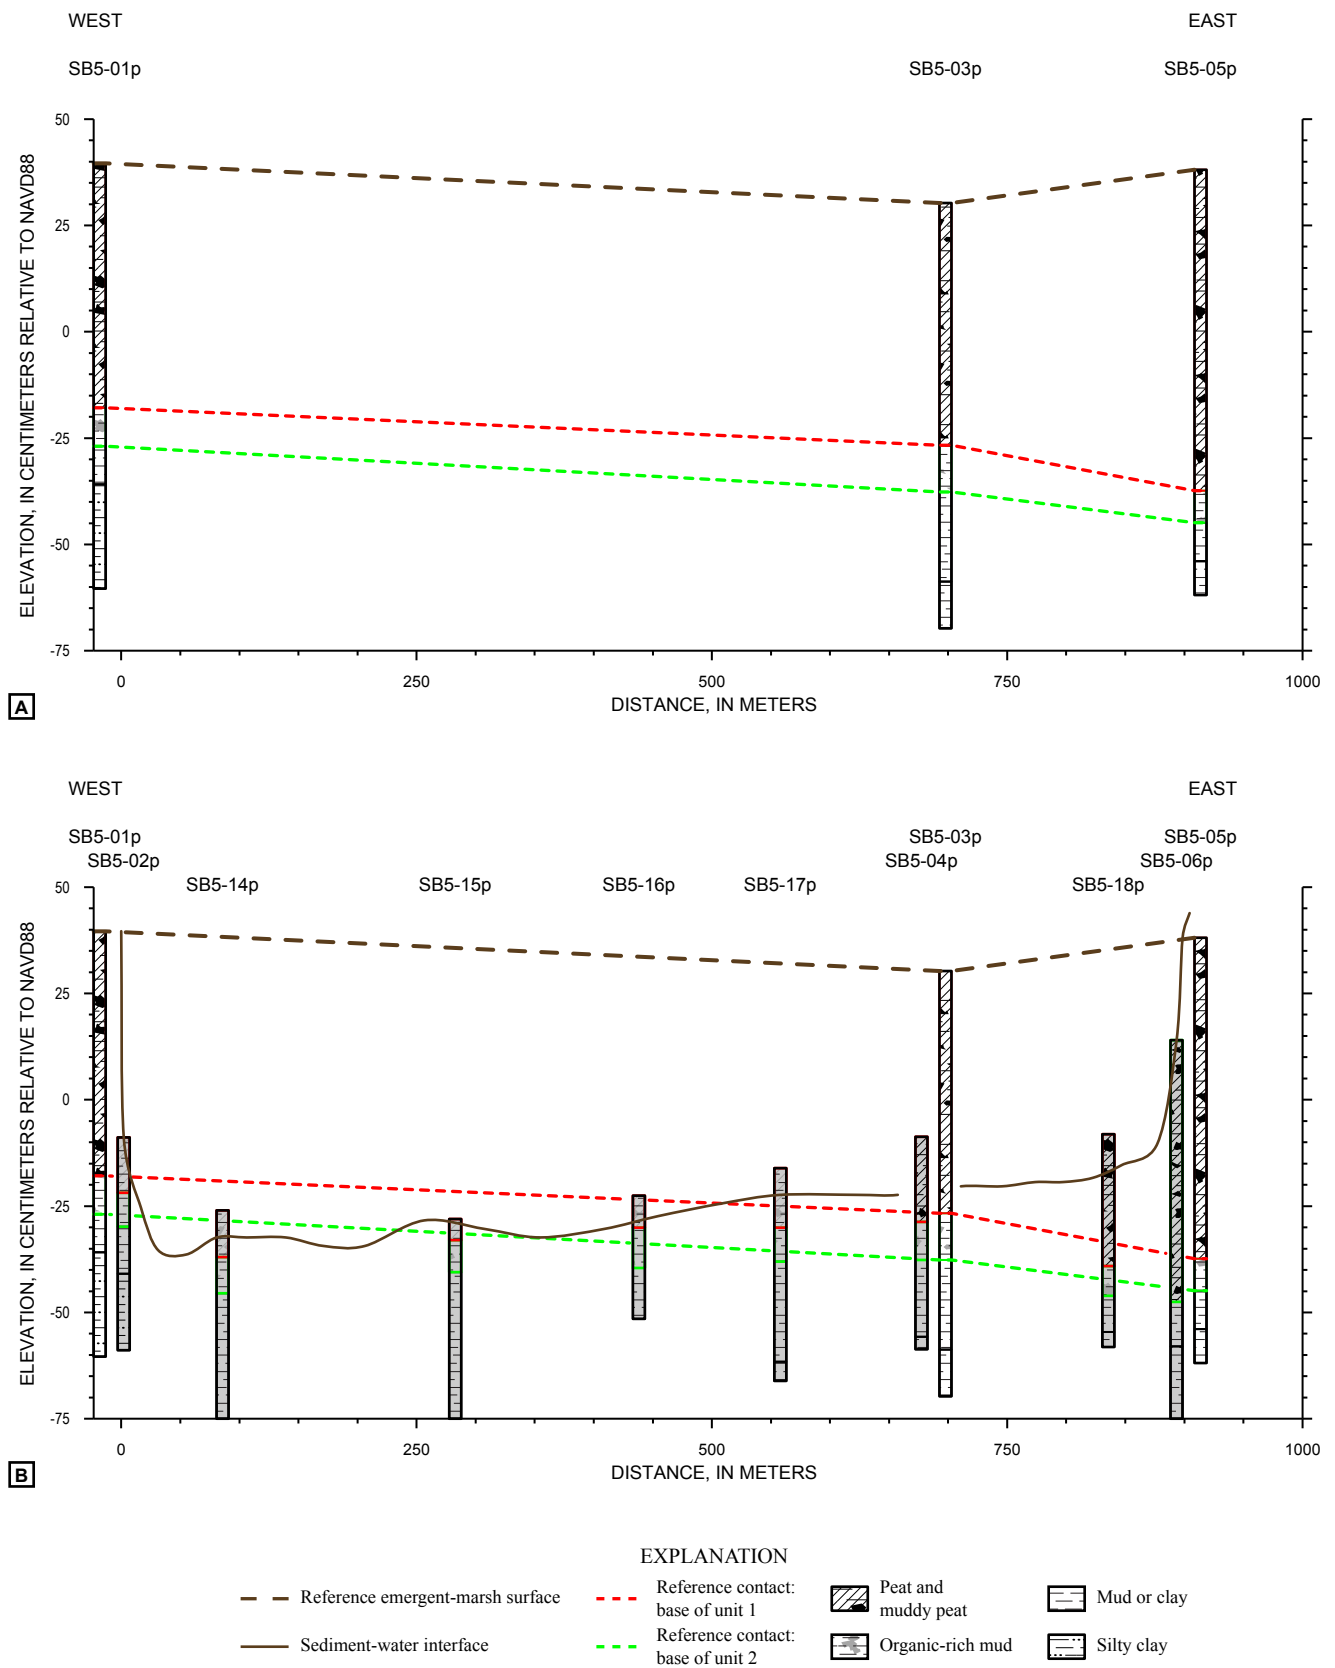 WEST EAST
SB5-01p SB5-03p SB5-05p
50
25
0
-25
-50
-75
ELEVATION, IN CENTIMETERS RELATIVE TO NAVD88
0 250 500 750 1000
DISTANCE, IN METERS
A
WEST EAST
SB5-01p SB5-03p SB5-05p
SB5-02p SB5-04p SB5-06p
SB5-14p SB5-15p SB5-16p SB5-17p SB5-18p
50
25
0
-25
-50
-75
ELEVATION, IN CENTIMETERS RELATIVE TO NAVD88
0 250 500 750 1000
DISTANCE, IN METERS
B
EXPLANATION
Reference emergent-marsh surface
Sediment-water interface
Reference contact:
base of unit 1
Reference contact:
base of unit 2
Peat and
muddy peat
Organic-rich mud
Mud or clay
Silty clay